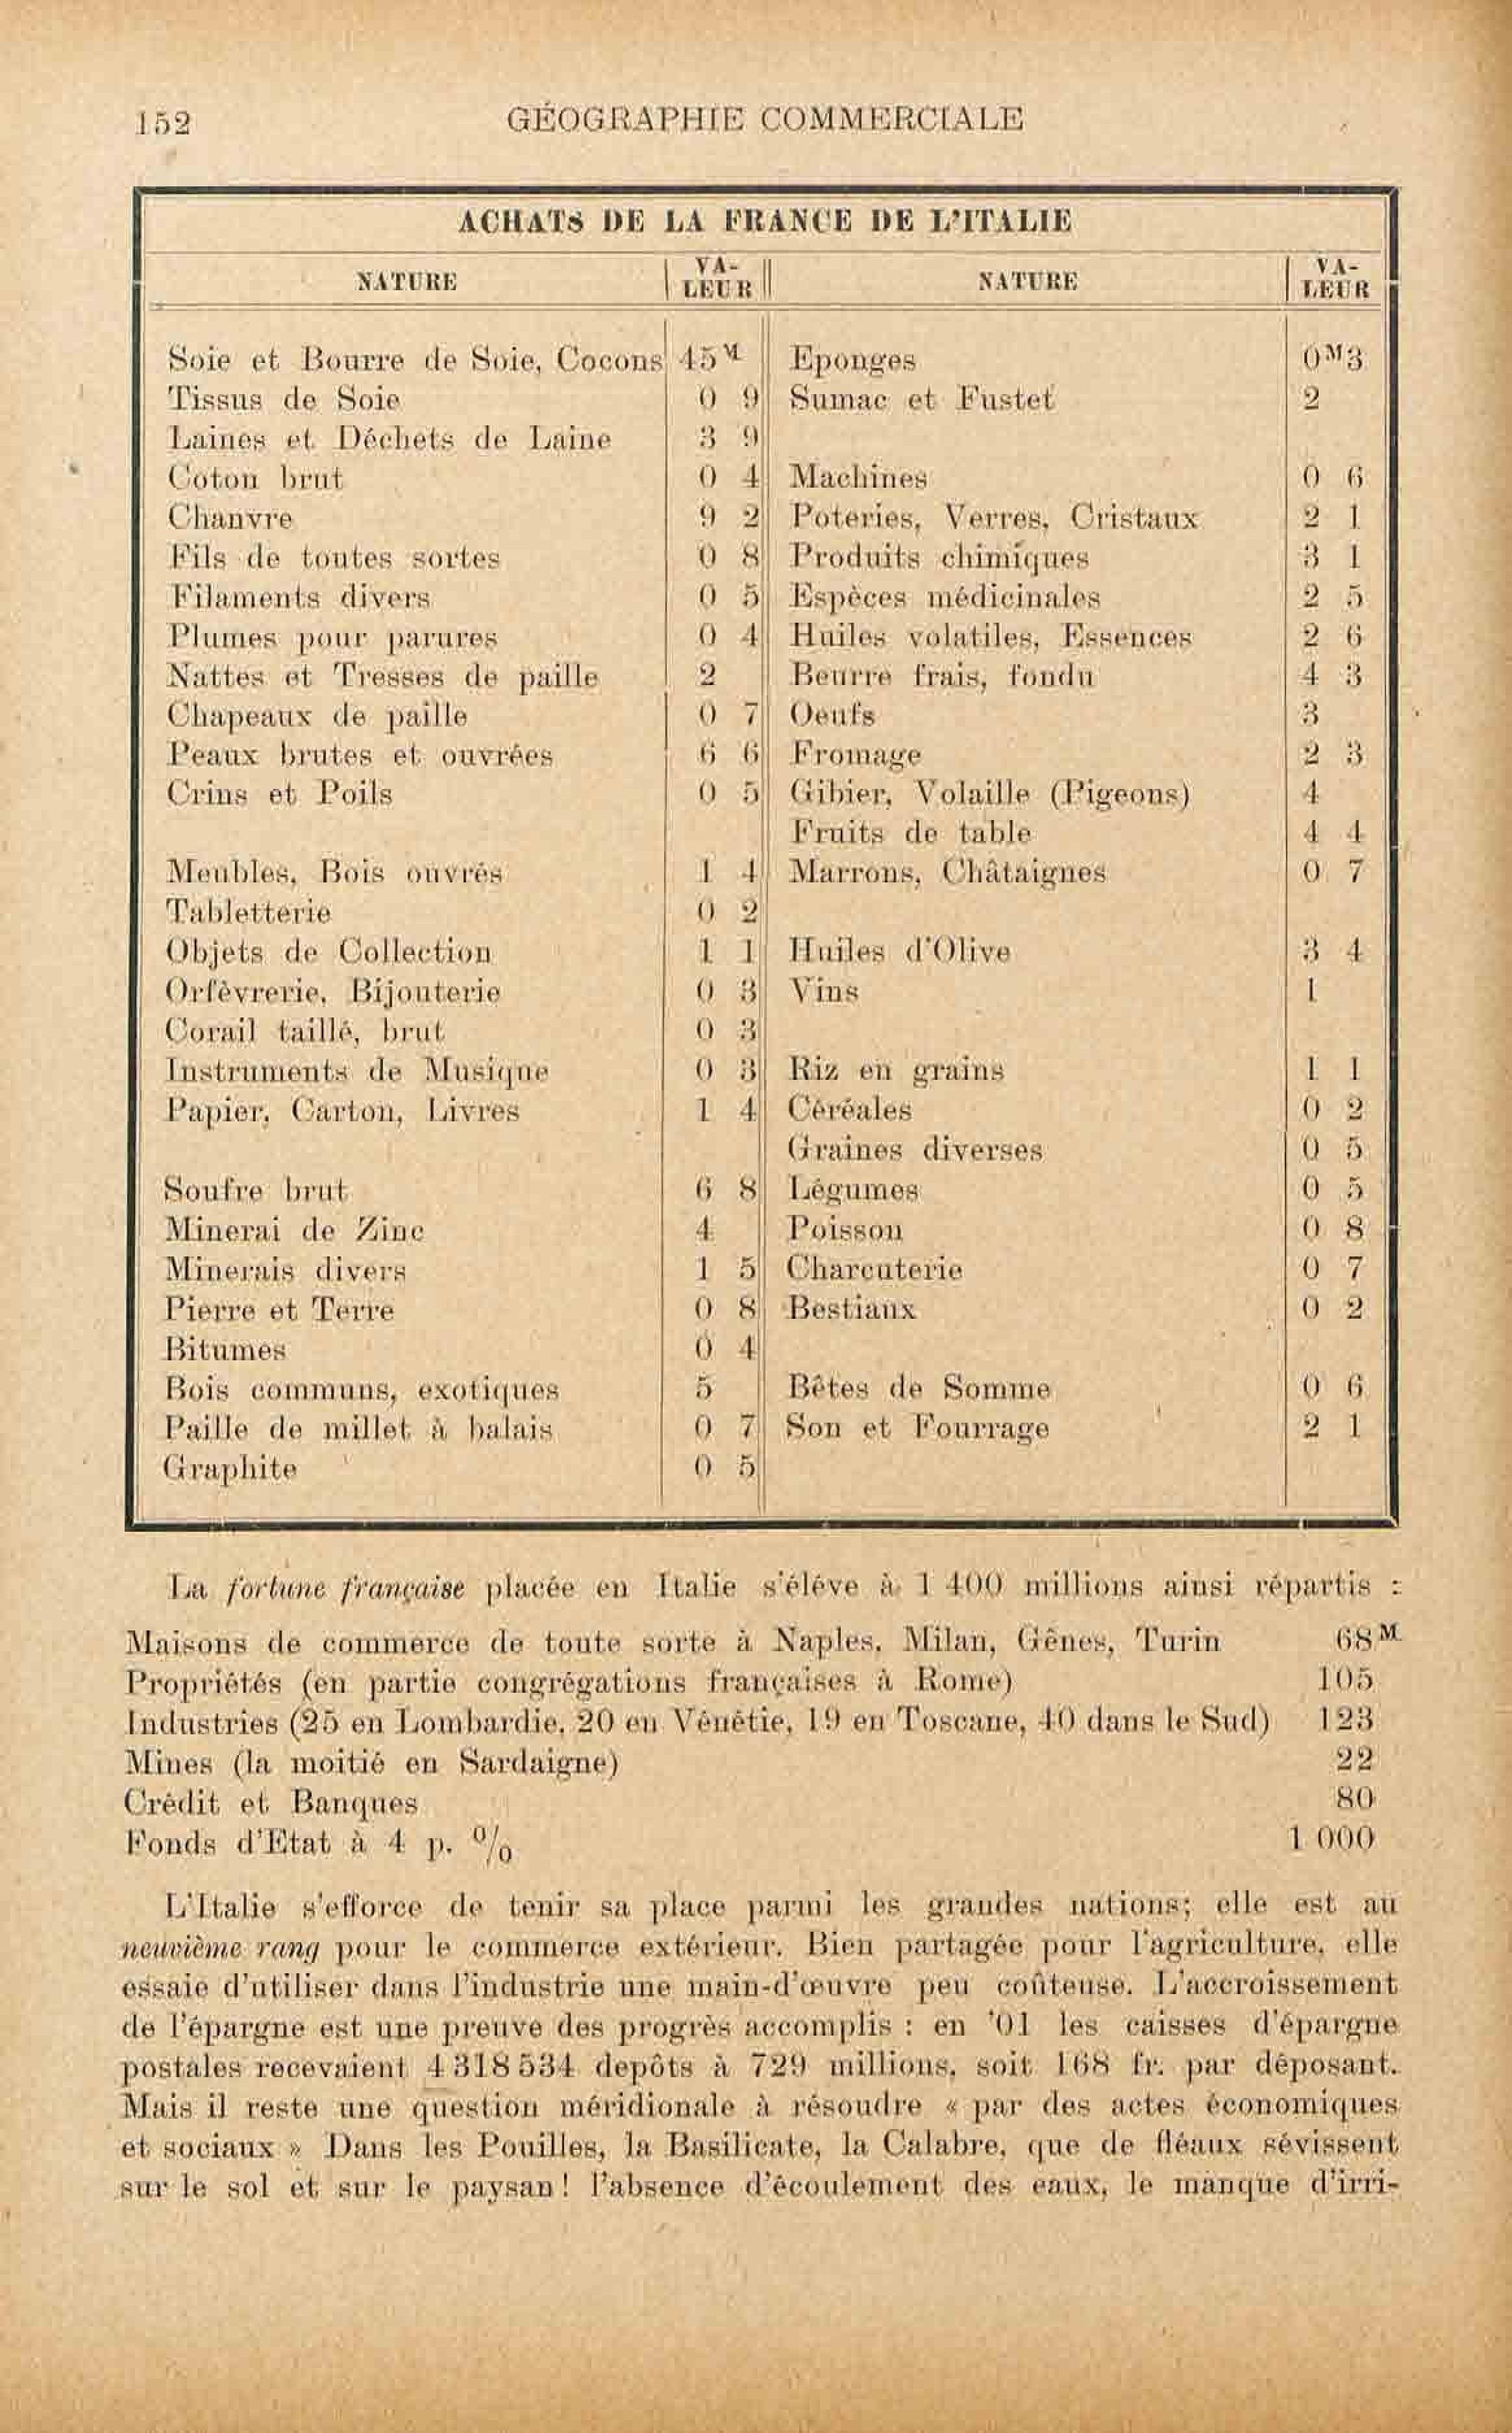 152
GÉOGRAPHIE COMMERCIALE
ACHATS DE LA FRANCE DE L'ITALIE
NATURE VA-LEUR NATURE VA-LEUR
Soie et Bourre de Soie, Cocons 45M Eponges 0M3
Tissus de Soie 0 9 Sumac et Fustet 2
Laines et Déchets de Laine 3 9
Coton brut 0 4 Machines 0 6
Chanvre 9 2 Poteries, Verres, Cristaux 2 1
Fils de toutes sortes 0 8 Produits chimiques 3 1
Filaments divers 0 5 Espèces médicinales 2 5
Plumes pour parures 0 4 Huiles volatiles, Essences 2 6
Nattes et Tresses de paille 2 Beurre frais, fondu 4 3
Chapeaux de paille 0 7 Oeufs 3
Peaux brutes et ouvrées 6 6 Fromage 2 3
Crins et Poils 0 5 Gibier, Volaille (Pigeons) 4
Fruits de table 4 4
Meubles, Bois ouvrés 1 4 Marrons, Châtaignes 0 7
Tabletterie 0 2
Objets de Collection 1 1 Huiles d'Olive 3 4
Orfèvrerie, Bijouterie 0 3 Vins 1
Corail taillé, brut 0 3
Instruments de Musique 0 3 Riz en grains 1 1
Papier, Carton, Livres 1 4 Céréales 0 2
Graines diverses 0 5
Soufre brut 6 8 Légumes 0 5
Minerai de Zinc 4 Poisson 0 8
Minerais divers 1 5 Charcuterie 0 7
Pierre et Terre 0 8 Bestiaux 0 2
Bitumes 0 4
Bois communs, exotiques 5 Bêtes de Somme 0 6
Paille de millet à balais 0 7 Son et Fourrage 2 1
Graphite 0 5
La fortune française placée en Italie s'éléve à 1 400 millions ainsi répartis :
Maisons de commerce de toute sorte à Naples, Milan, Gênes, Turin 68M
Propriétés (en partie congrégations françaises à Rome) 105
Industries (25 en Lombardie, 20 en Vénétie, 19 en Toscane, 40 dans le Sud) 123
Mines (la moitié en Sardaigne) 22
Crédit et Banques 80
Fonds d'Etat à 4 p. % 1 000
L'Italie s'efforce de tenir sa place parmi les grandes nations; elle est au
neuvième rang pour le commerce extérieur. Bien partagée pour l'agriculture, elle
essaie d'utiliser dans l'industrie une main-d'œuvre peu coûteuse. L'accroissement
de l'épargne est une preuve des progrès accomplis : en '01 les caisses d'épargne
postales recevaient 4 318 534 depôts à 729 millions, soit 168 fr. par déposant.
Mais il reste une question méridionale à résoudre « par des actes économiques
et sociaux » Dans les Pouilles, la Basilicate, la Calabre, que de fléaux sévissent
sur le sol et sur le paysan ! l'absence d'écoulement des eaux, le manque d'irri-